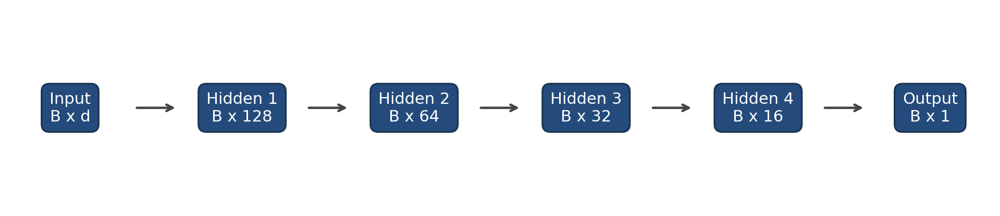 Input
B x d
Hidden 1
B x 128
Hidden 2
B x 64
Hidden 3
B x 32
Hidden 4
B x 16
Output
B x 1